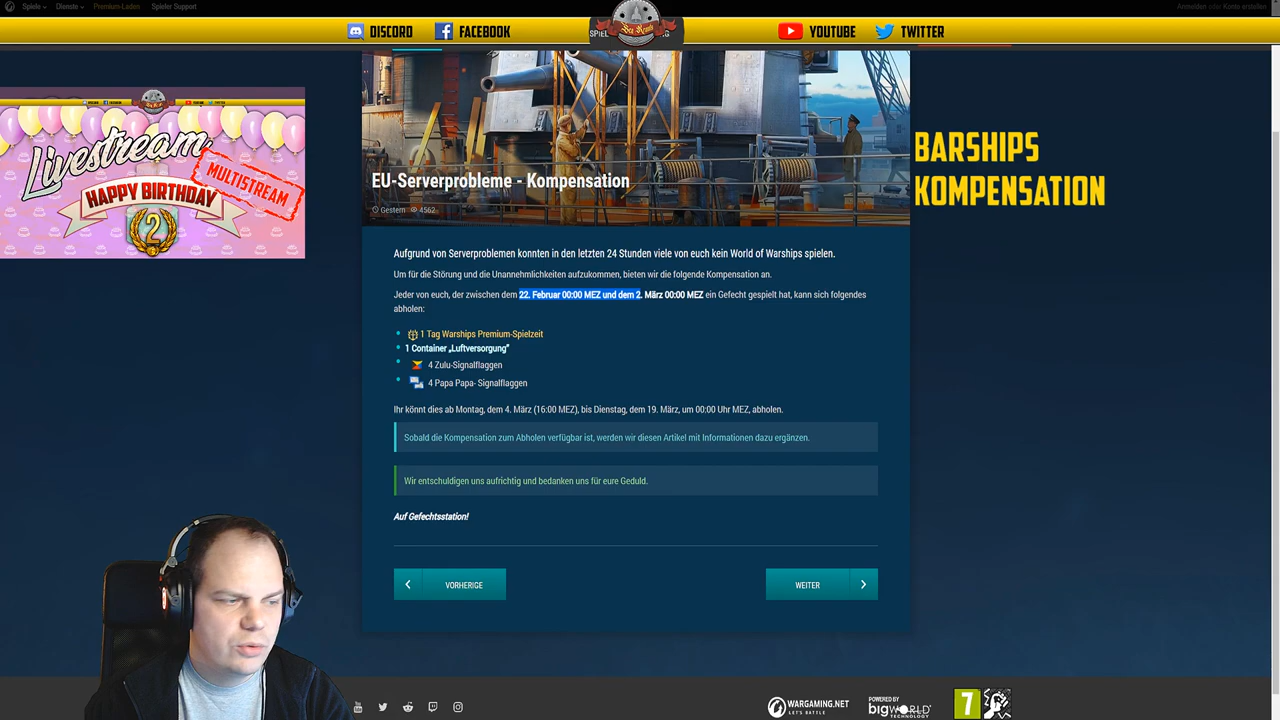 Spiele
Dienste
Premium-Laden
Spieler Support
Anmelden oder Konto erstellen
DISCORD
FACEBOOK
YOUTUBE
TWITTER
Livestream
MULTISTREAM
HAPPY BIRTHDAY
2
BARSHIPS
KOMPENSATION
EU-Serverprobleme - Kompensation
Gestern 4562
Aufgrund von Serverproblemen konnten in den letzten 24 Stunden viele von euch kein World of Warships spielen.
Um für die Störung und die Unannehmlichkeiten aufzukommen, bieten wir die folgende Kompensation an.
Jeder von euch, der zwischen dem 22. Februar 00:00 MEZ und dem 2. März 00:00 MEZ ein Gefecht gespielt hat, kann sich folgendes
abholen:
1 Tag Warships Premium-Spielzeit
1 Container „Luftversorgung"
4 Zulu-Signalflaggen
4 Papa Papa- Signalflaggen
Ihr könnt dies ab Montag, dem 4. März (16:00 MEZ), bis Dienstag, dem 19. März, um 00:00 Uhr MEZ, abholen.
Sobald die Kompensation zum Abholen verfügbar ist, werden wir diesen Artikel mit Informationen dazu ergänzen.
Wir entschuldigen uns aufrichtig und bedanken uns für eure Geduld.
Auf Gefechtsstation!
VORHERIGE
WEITER
WARGAMING.NET
LET'S BATTLE
POWERED BY
bigWORLD
TECHNOLOGY
7